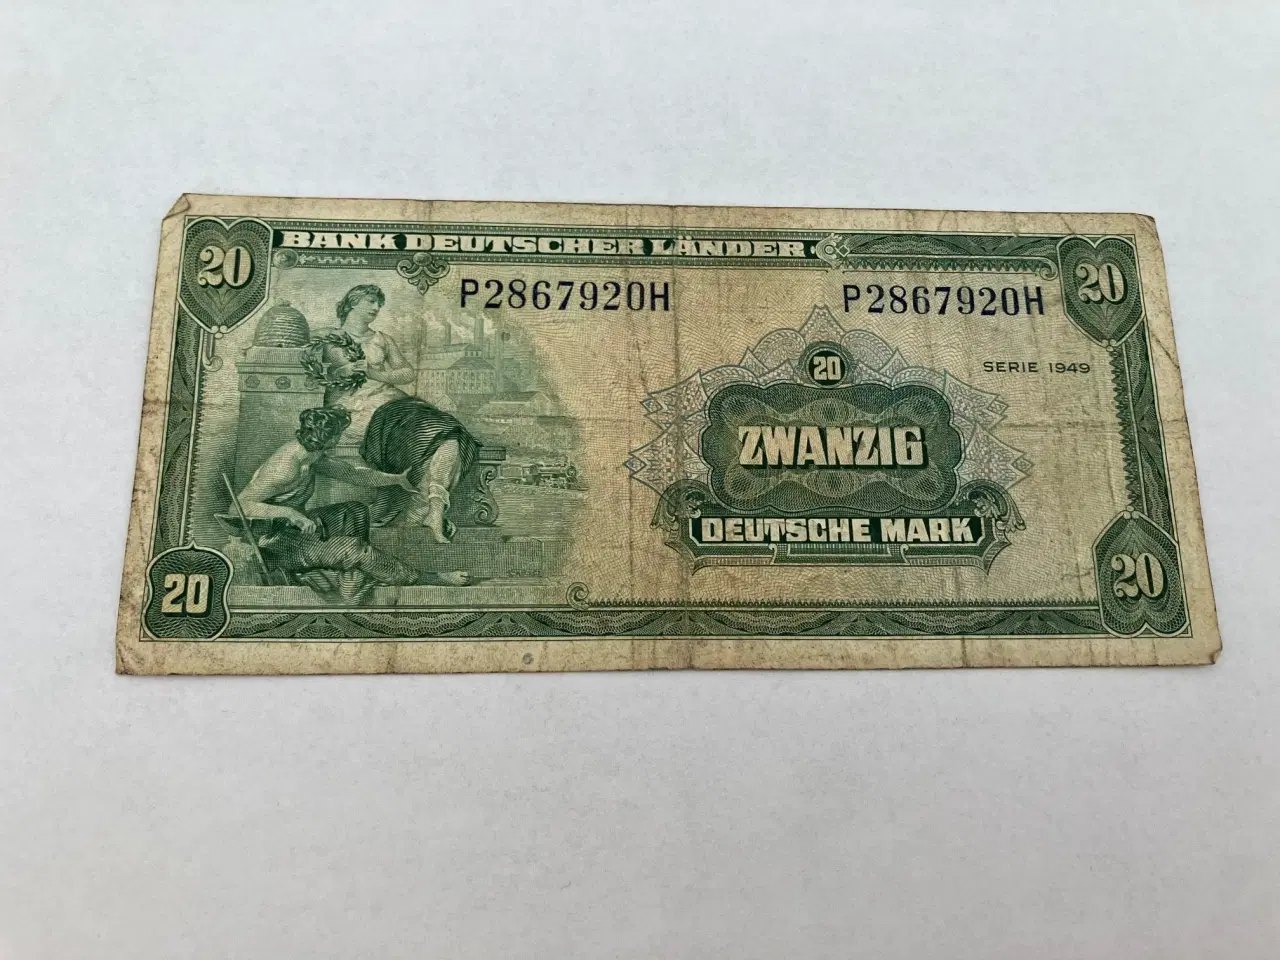 20 BANK DEUTSCHER LÄNDER 20
P2867920H P2867920H
20
SERIE 1949
ZWANZIG
DEUTSCHE MARK
20 20